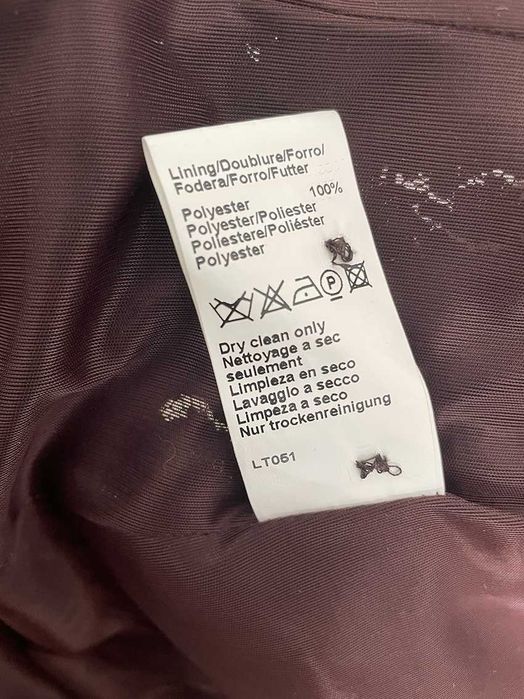 Lining/Doublure/Forro/
Fodera/Forro/Futter
Polyester 100%
Polyester/Poliester
Poliestere/Poliéster
Polyester
P
Dry clean only
Nettoyage a sec
seulement
Limpieza en seco
Lavaggio a secco
Limpeza a seco
Nur trockenreinigung
LT051